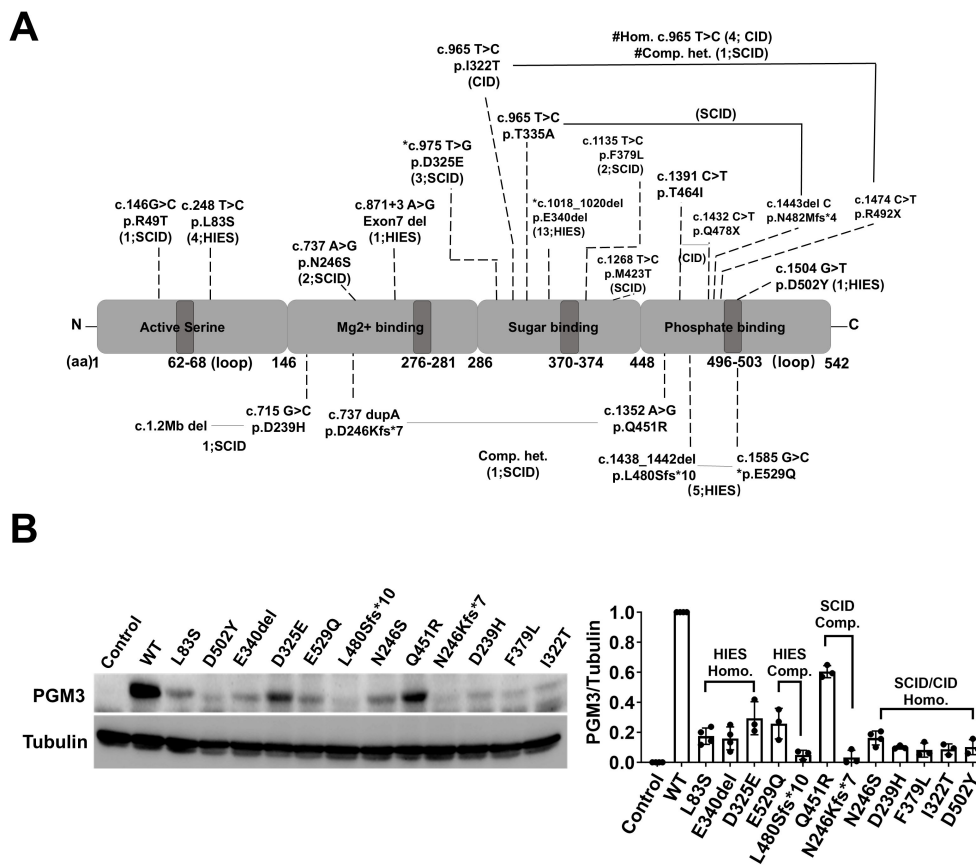 A
#Hom. c.965 T>C (4; CID)
#Comp. het. (1;SCID)
c.965 T>C
p.I322T
(CID)
c.965 T>C
p.T335A
(SCID)
*c.975 T>G
p.D325E
(3;SCID)
c.1135 T>C
p.F379L
(2;SCID)
c.1391 C>T
p.T464I
c.1443del C
p.N482Mfs*4
c.1474 C>T
p.R492X
c.146G>C
p.R49T
(1;SCID)
c.248 T>C
p.L83S
(4;HIES)
c.871+3 A>G
Exon7 del
(1;HIES)
*c.1018_1020del
p.E340del
(13;HIES)
c.1432 C>T
p.Q478X
(CID)
c.737 A>G
p.N246S
(2;SCID)
c.1268 T>C
p.M423T
(SCID)
c.1504 G>T
p.D502Y (1;HIES)
N
Active Serine
Mg2+ binding
Sugar binding
Phosphate binding
C
(aa)1
62-68 (loop)
146
276-281
286
370-374
448
496-503
(loop)
542
c.1.2Mb del
1;SCID
c.715 G>C
p.D239H
c.737 dupA
p.D246Kfs*7
c.1352 A>G
p.Q451R
Comp. het.
(1;SCID)
c.1438_1442del
p.L480Sfs*10
(5;HIES)
c.1585 G>C
*p.E529Q
B
Control
WT
L83S
D502Y
E340del
D325E
E529Q
L480Sfs*10
N246S
Q451R
N246Kfs*7
D239H
F379L
I322T
PGM3
Tubulin
PGM3/Tubulin
1.0
0.8
0.6
0.4
0.2
0.0
HIES
Homo.
HIES
Comp.
SCID
Comp.
SCID/CID
Homo.
Control
WT
L83S
E340del
D325E
E529Q
L480Sfs*10
Q451R
N246Kfs*7
N246S
D239H
F379L
I322T
D502Y